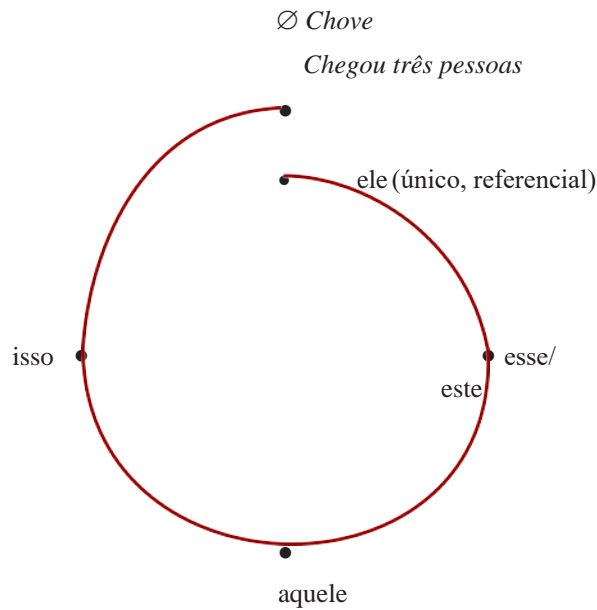 ∅ Chove
Chegou três pessoas
ele (único, referencial)
isso
esse/
este
aquele